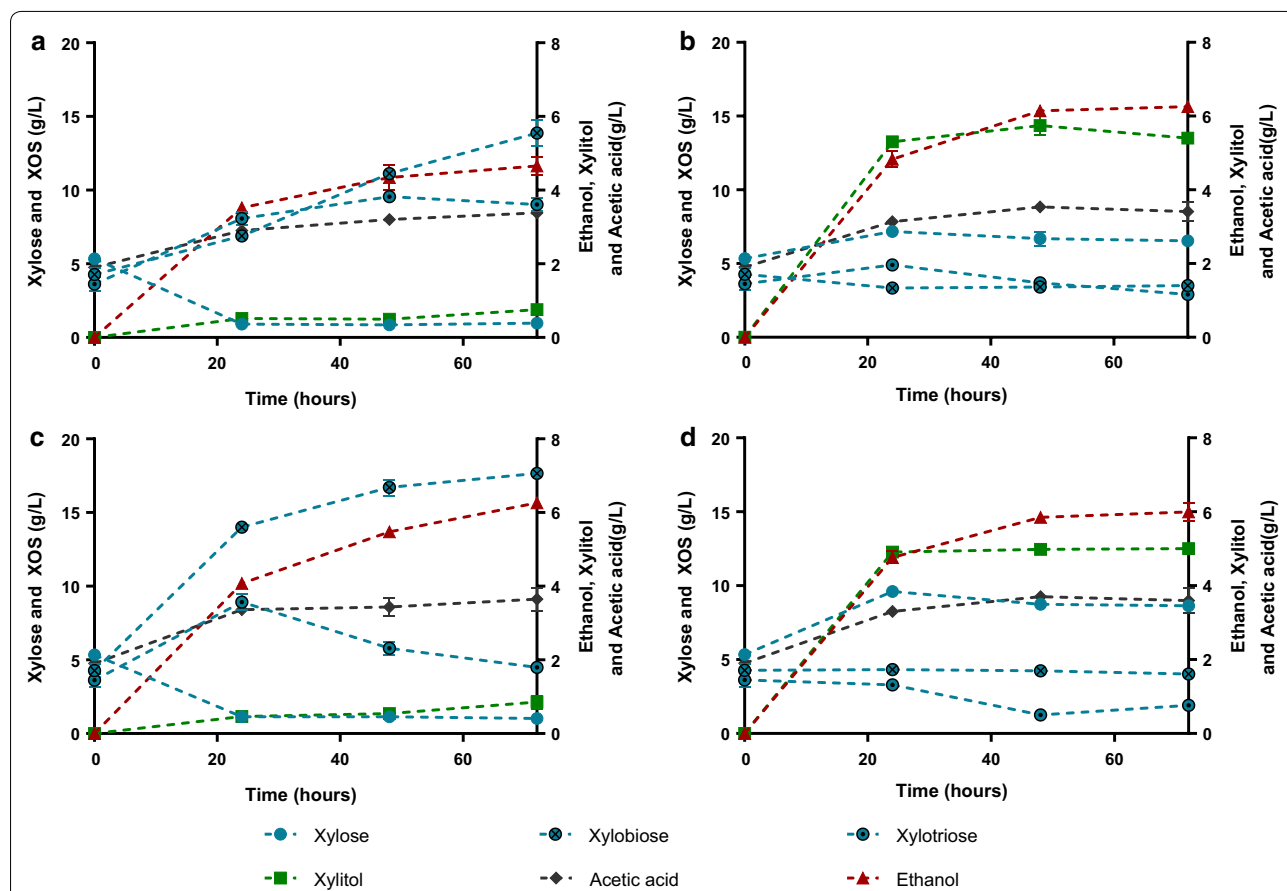 a
20
15
10
5
0
Xylose and XOS (g/L)
8
6
4
2
0
Ethanol, Xylitol
and Acetic acid(g/L)
0 20 40 60
Time (hours)
b
20
15
10
5
0
Xylose and XOS (g/L)
8
6
4
2
0
Ethanol, Xylitol
and Acetic acid(g/L)
0 20 40 60
Time (hours)
c
20
15
10
5
0
Xylose and XOS (g/L)
8
6
4
2
0
Ethanol, Xylitol
and Acetic acid(g/L)
0 20 40 60
Time (hours)
d
20
15
10
5
0
Xylose and XOS (g/L)
8
6
4
2
0
Ethanol, Xylitol
and Acetic acid(g/L)
0 20 40 60
Time (hours)
Xylose Xylobiose Xylotriose
Xylitol Acetic acid Ethanol